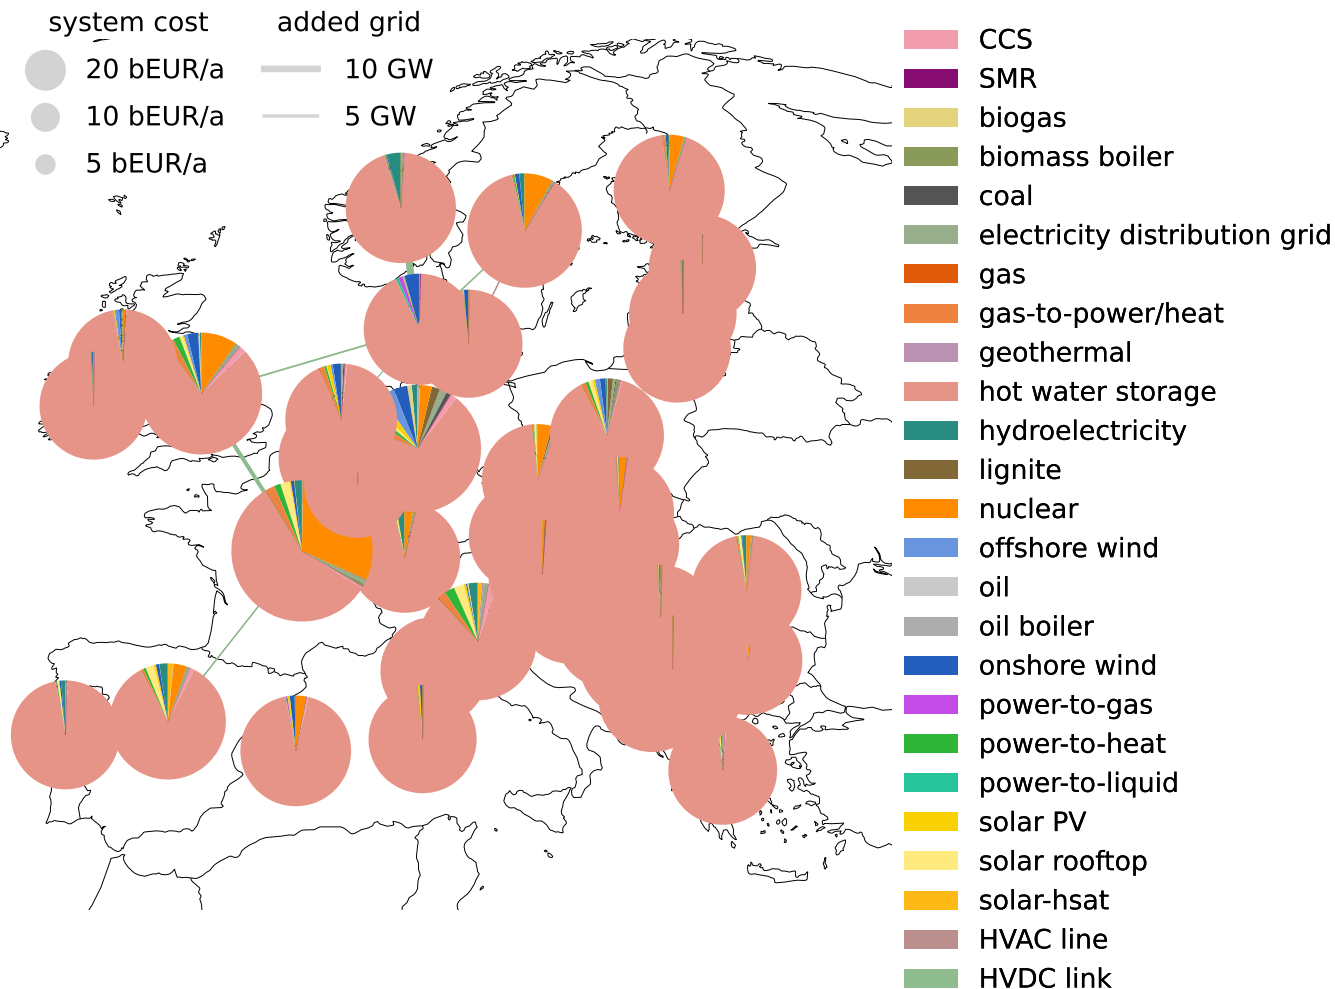 system cost
20 bEUR/a
10 bEUR/a
5 bEUR/a
added grid
10 GW
5 GW
CCS
SMR
biogas
biomass boiler
coal
electricity distribution grid
gas
gas-to-power/heat
geothermal
hot water storage
hydroelectricity
lignite
nuclear
offshore wind
oil
oil boiler
onshore wind
power-to-gas
power-to-heat
power-to-liquid
solar PV
solar rooftop
solar-hsat
HVAC line
HVDC link